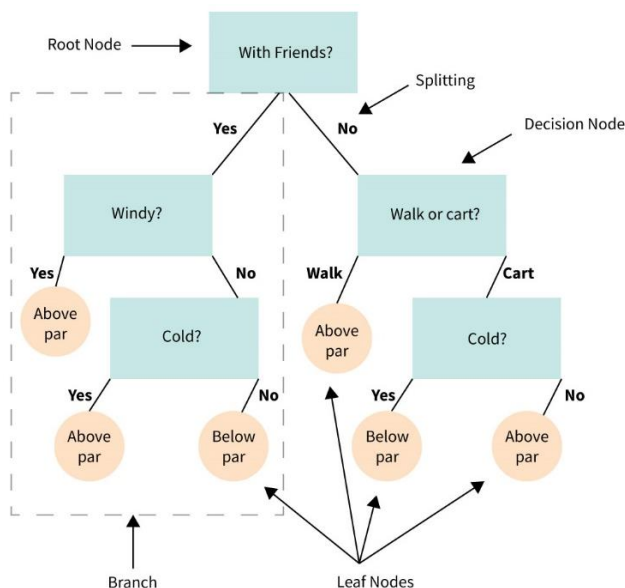 Root Node
With Friends?
Splitting
Yes
No
Decision Node
Windy?
Walk or cart?
Yes
No
Walk
Cart
Above
par
Cold?
Above
par
Cold?
Yes
No
Yes
No
Above
par
Below
par
Below
par
Above
par
Branch
Leaf Nodes